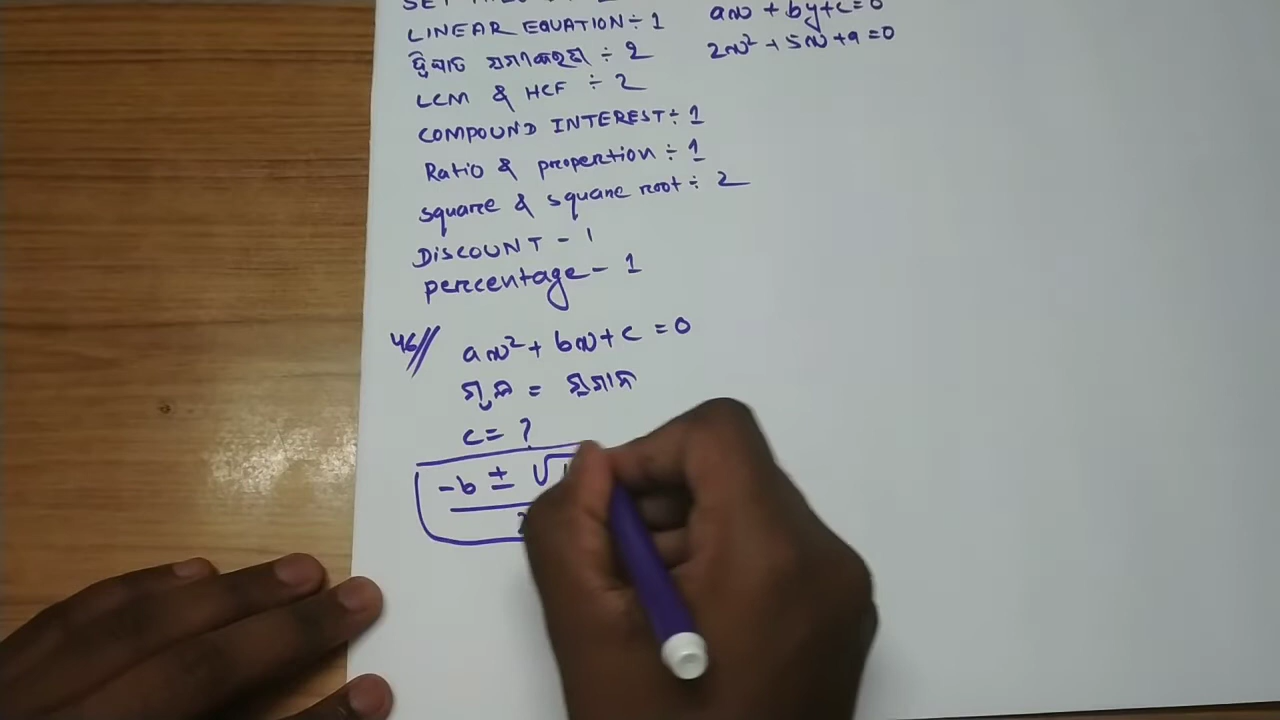 LINEAR EQUATION ÷ 1
ax + by + c = 0
ଦ୍ୱିଘାତ ସମୀକରଣ ÷ 2
2x² + 5x + 9 = 0
LCM & HCF ÷ 2
COMPOUND INTEREST ÷ 1
Ratio & propertion ÷ 1
square & square root ÷ 2
DISCOUNT - 1
percentage - 1
46// ax² + bx + c = 0
ମୂଳ = ସମାନ
c = ?
-b ± √